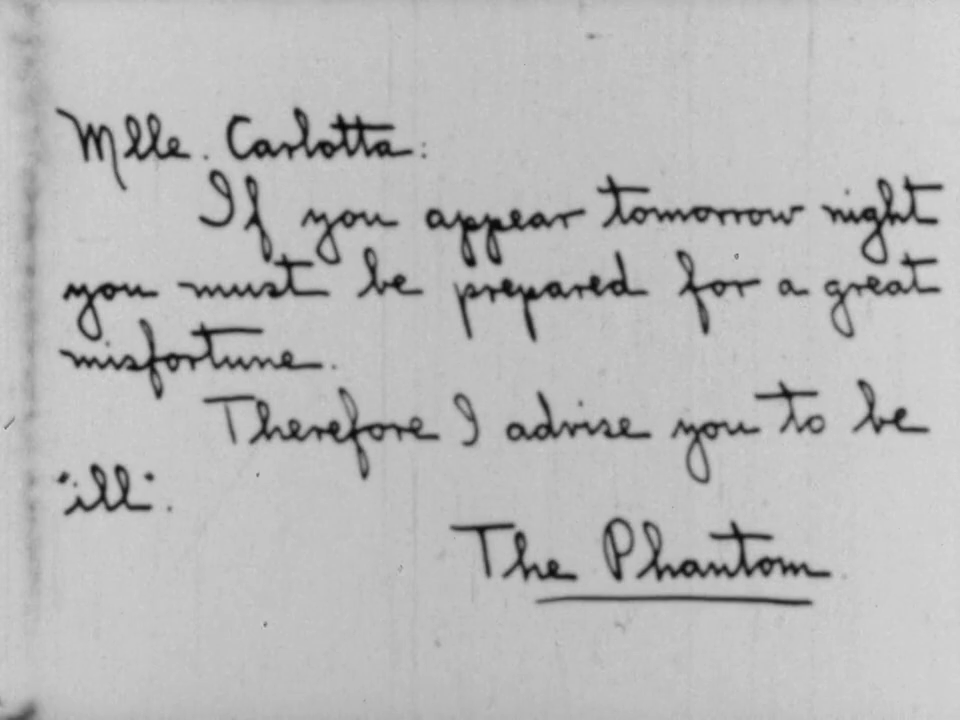 Mlle. Carlotta:
If you appear tomorrow night
you must be prepared for a great
misfortune.
Therefore I advise you to be
"ill".
The Phantom